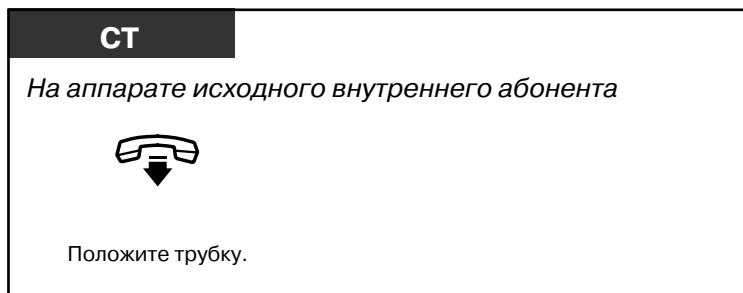 СТ
На аппарате исходного внутреннего абонента
Положите трубку.